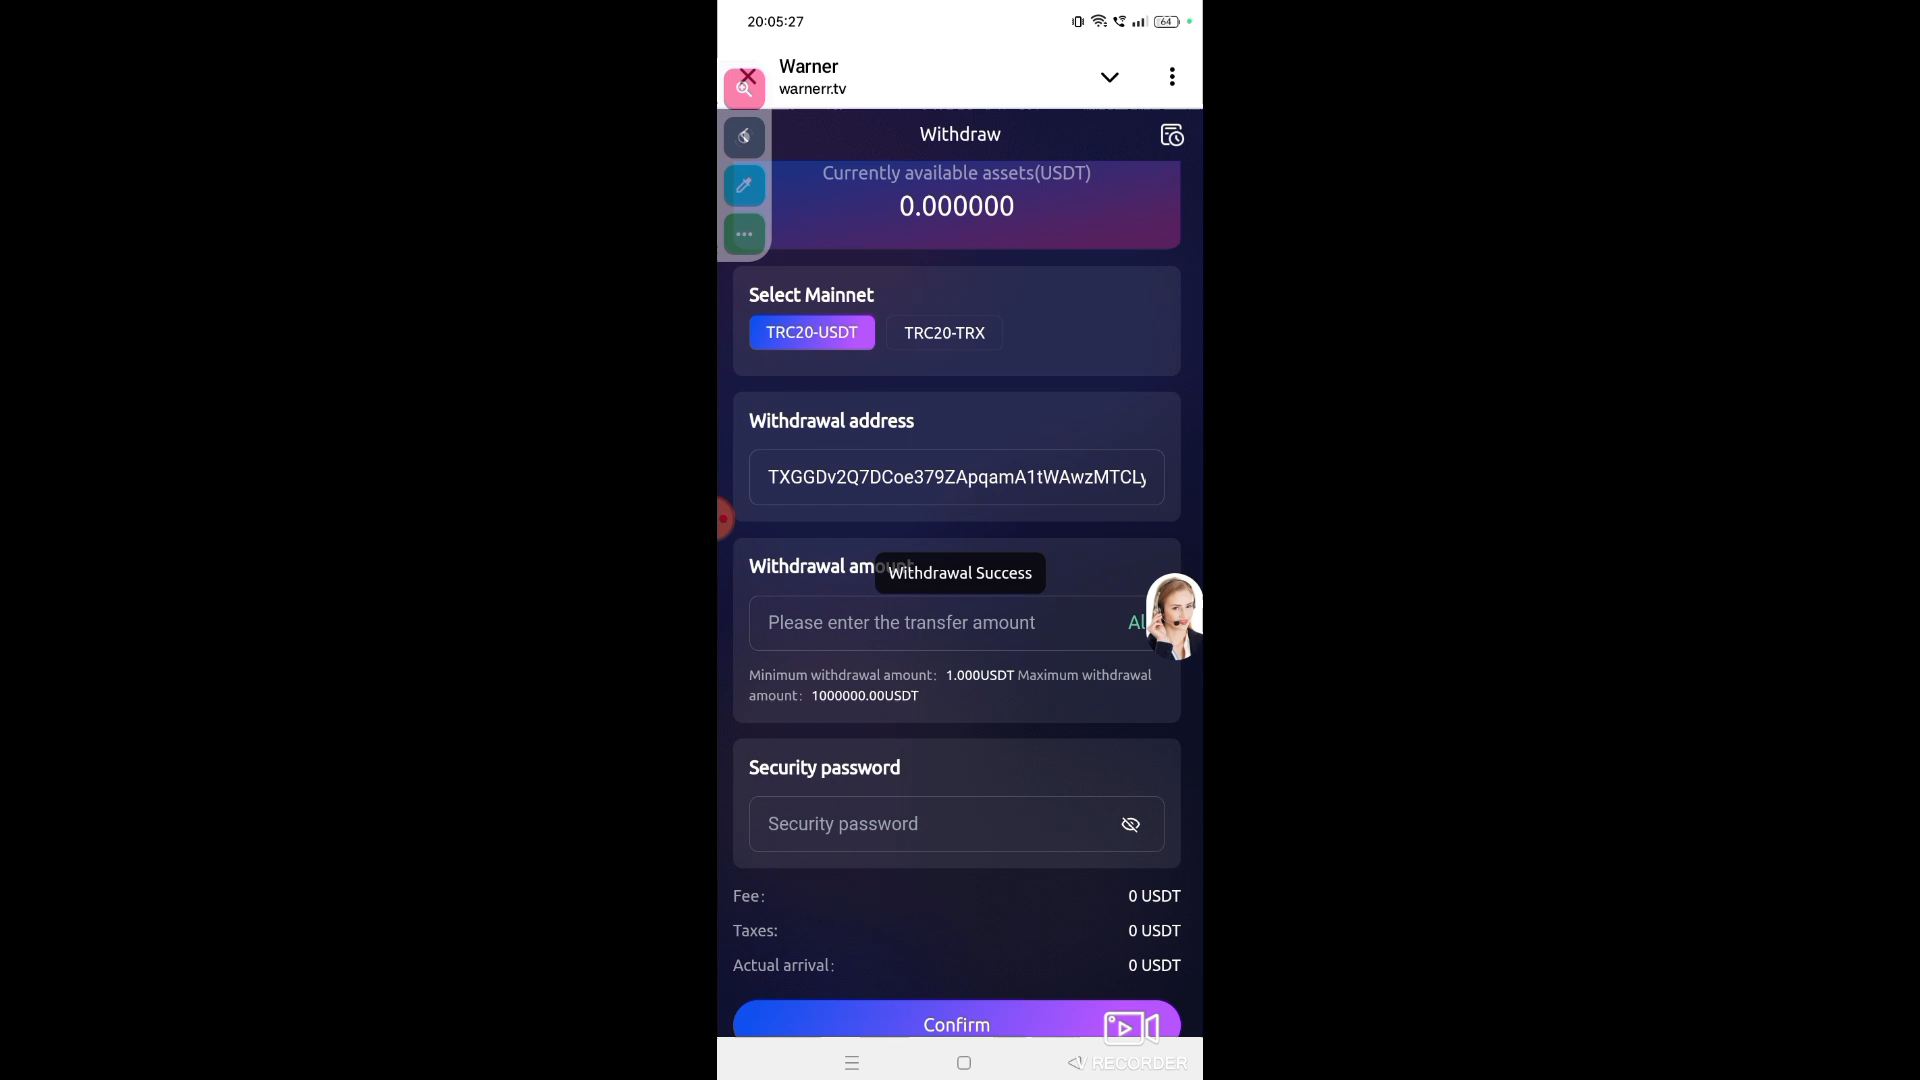 20:05:27
64
Warner
warnerr.tv
Withdraw
Currently available assets(USDT)
0.000000
Select Mainnet
TRC20-USDT TRC20-TRX
Withdrawal address
TXGGDv2Q7DCoe379ZApqamA1tWAwzMTCLy
Withdrawal amount
Withdrawal Success
Please enter the transfer amount
Minimum withdrawal amount: 1.000USDT Maximum withdrawal
amount: 1000000.00USDT
Security password
Security password
Fee: 0 USDT
Taxes: 0 USDT
Actual arrival: 0 USDT
Confirm
V RECORDER